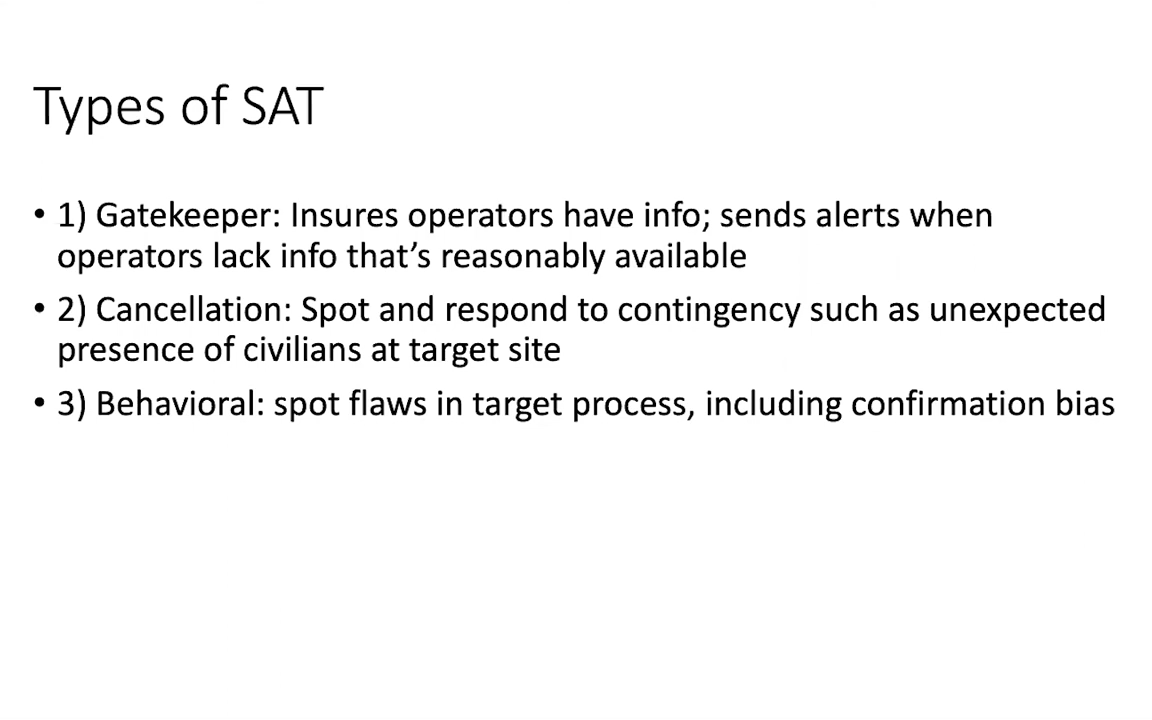 Types of SAT
• 1) Gatekeeper: Insures operators have info; sends alerts when
operators lack info that's reasonably available
• 2) Cancellation: Spot and respond to contingency such as unexpected
presence of civilians at target site
• 3) Behavioral: spot flaws in target process, including confirmation bias